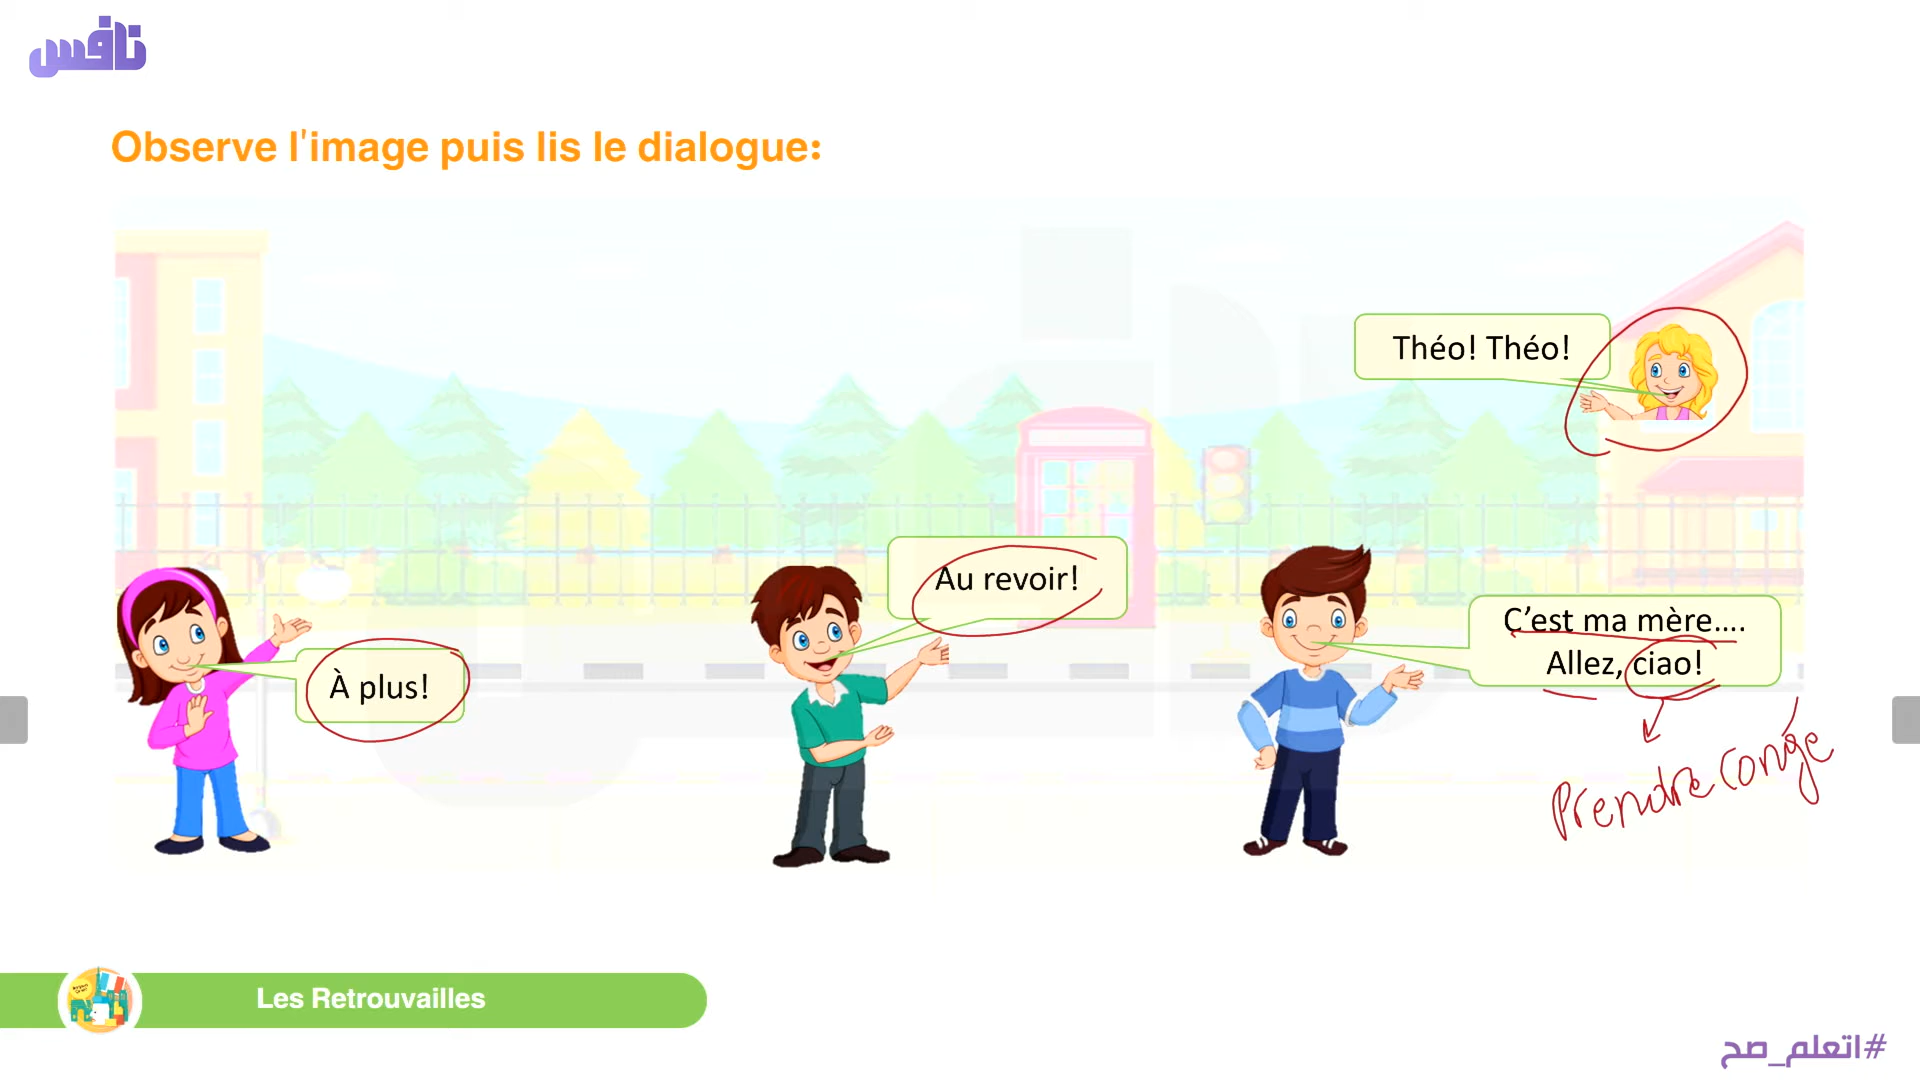 نافس
Observe l'image puis lis le dialogue:
Théo! Théo!
Au revoir!
C’est ma mère....
Allez, ciao!
À plus!
Prendre congé
Les Retrouvailles
#اتعلم_صح